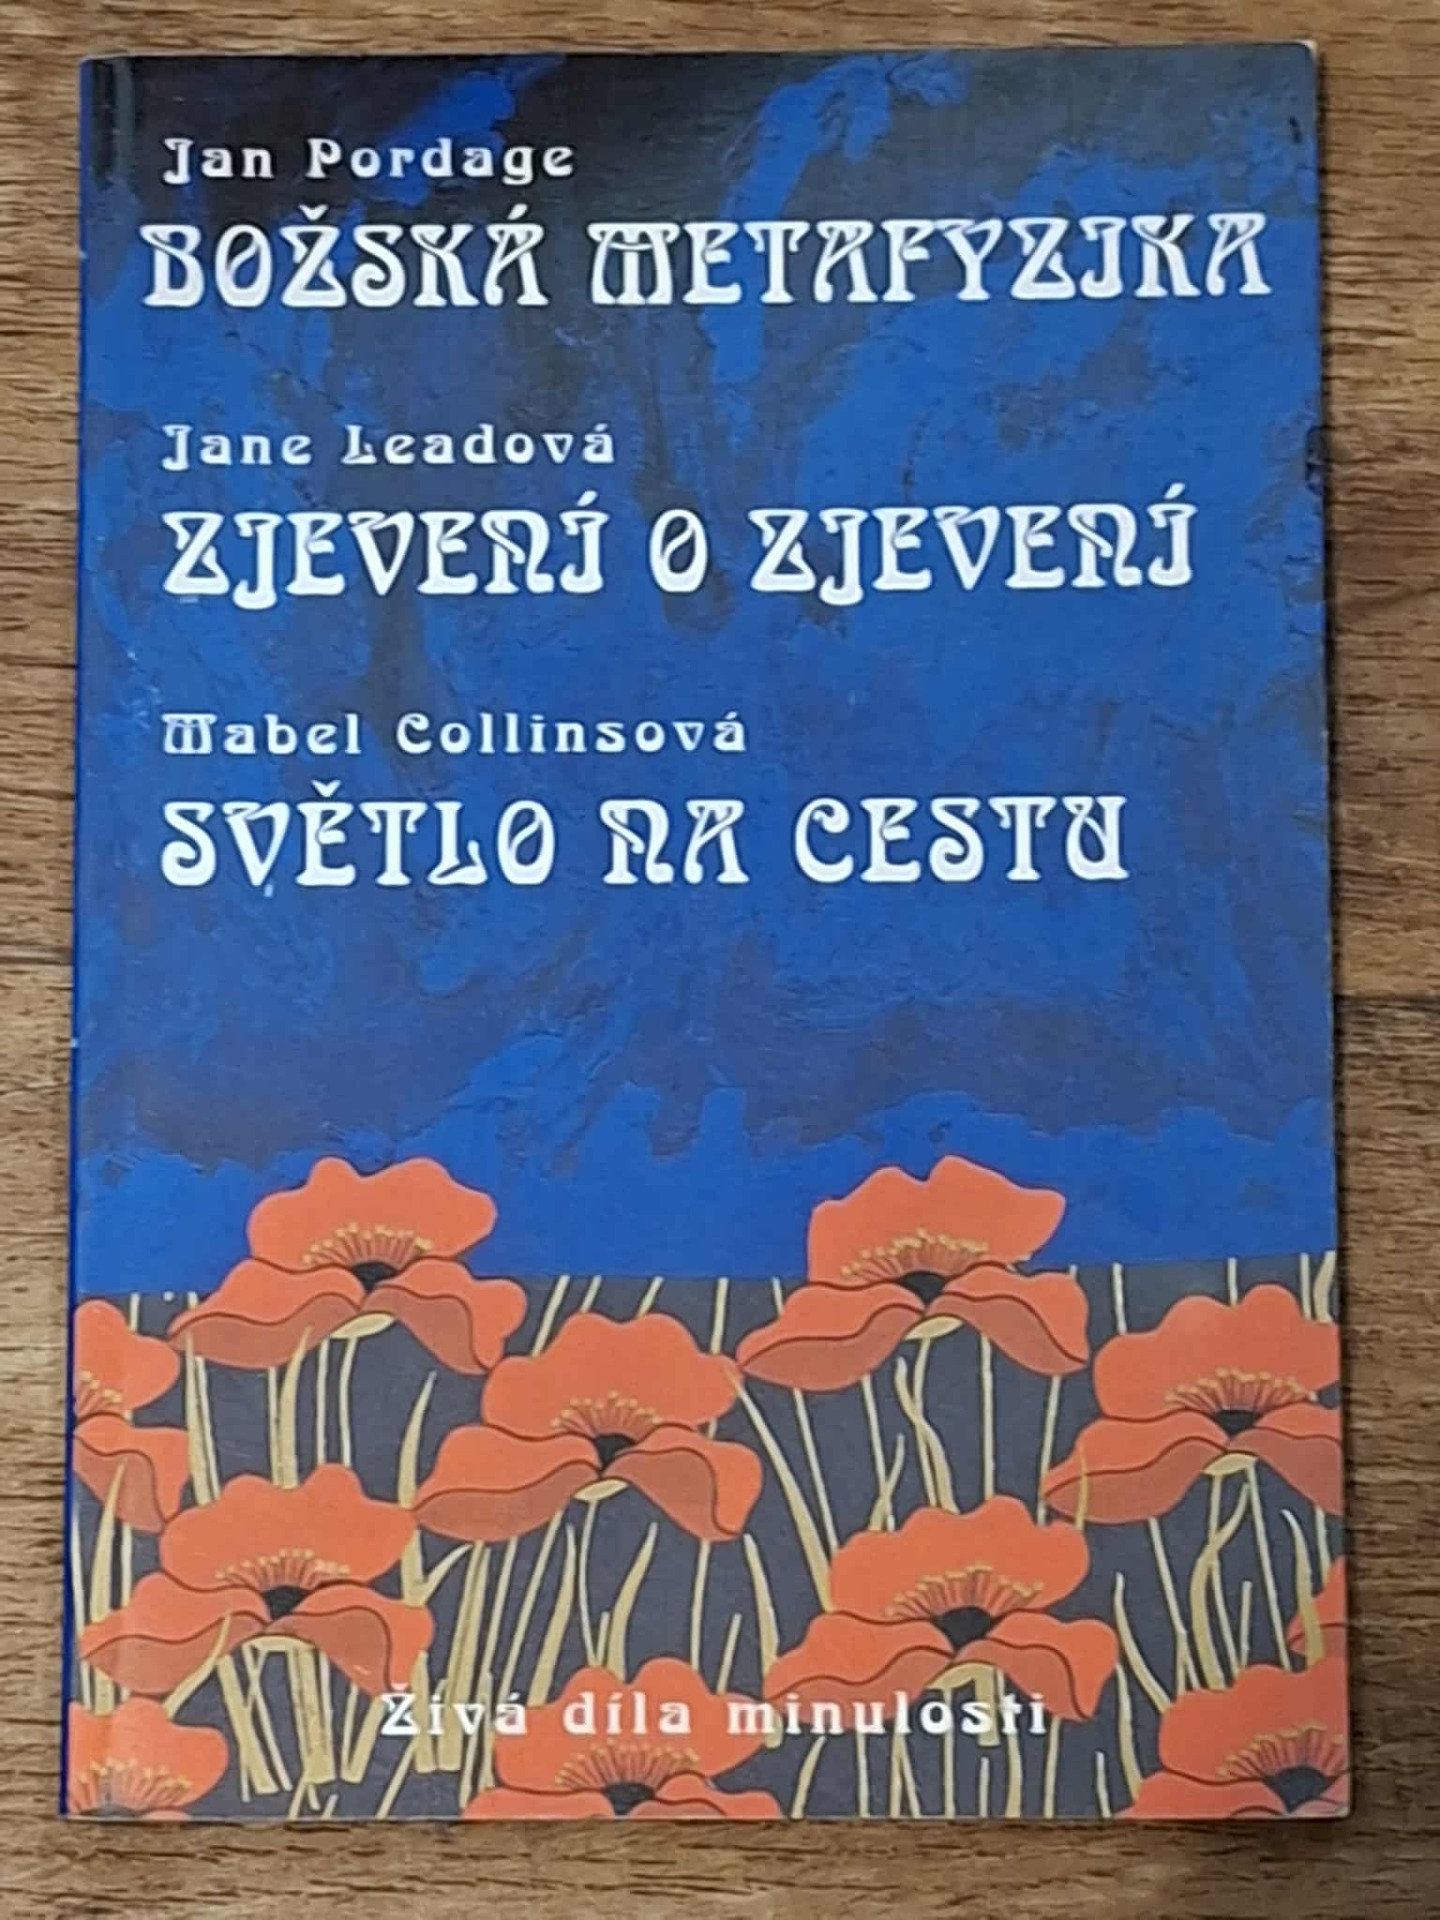 Jan Pordage
BOŽSKÁ METAFYZIKA
Jane Leadová
ZJEVENÍ O ZJEVENÍ
Mabel Collinsová
SVĚTLO NA CESTU
Živá díla minulosti